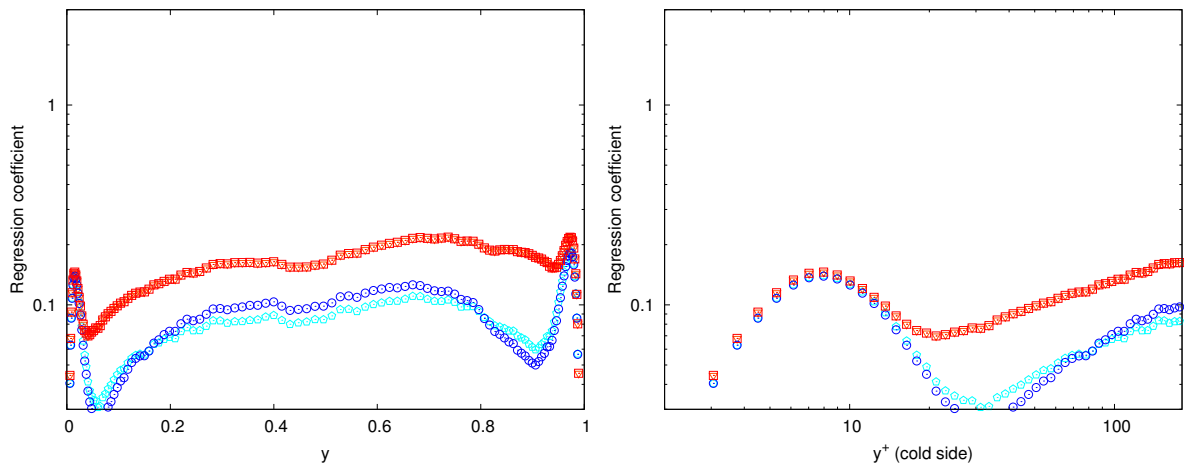 Regression coefficient
1
0.1
0 0.2 0.4 0.6 0.8 1
y
Regression coefficient
1
0.1
10 100
y+ (cold side)